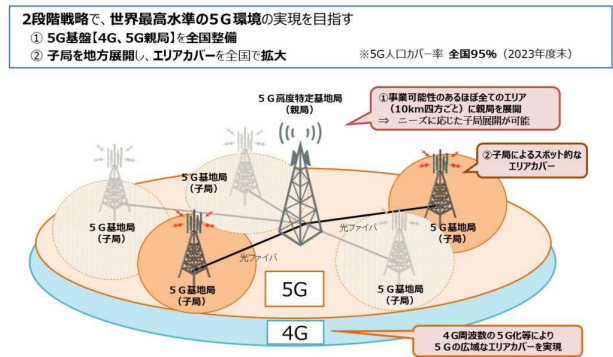 2段階戦略で、世界最高水準の5G環境の実現を目指す
① 5G基盤【4G、5G親局】を全国整備
② 子局を地方展開し、エリアカバーを全国で拡大
※5G人口カバー率 全国95%（2023年度末）
5G高度特定基地局
（親局）
①事業可能性のあるほぼ全てのエリア
（10km四方ごと）に親局を展開
⇒ ニーズに応じた子局展開が可能
②子局によるスポット的な
エリアカバー
5G基地局
（子局）
5G基地局
（子局）
5G基地局
（子局）
5G基地局
（子局）
5G基地局
（子局）
光ファイバ
光ファイバ
5G
4G
4G周波数の5G化等により
5Gの広域なエリアカバーを実現